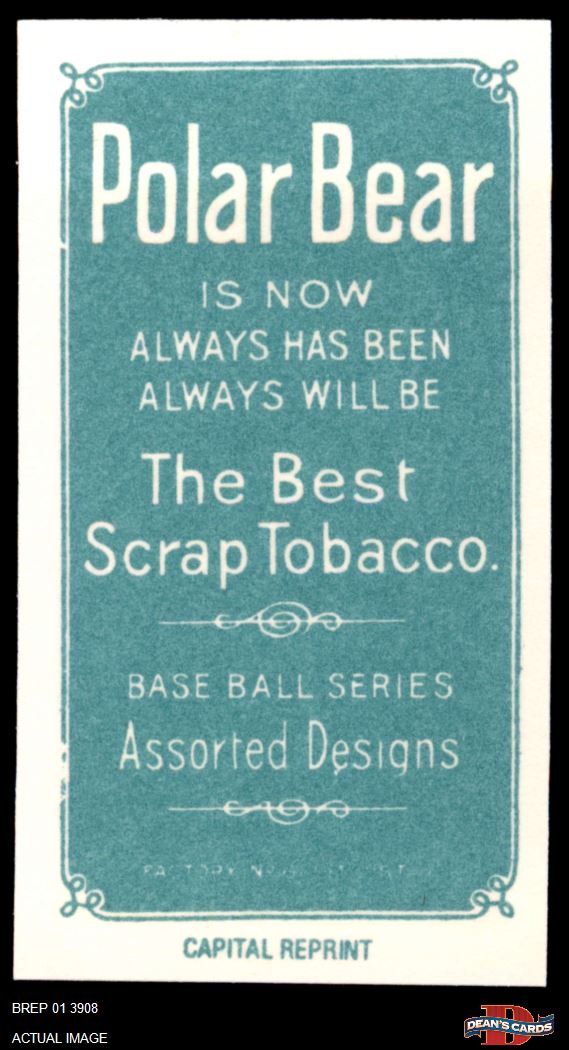 Polar Bear
IS NOW
ALWAYS HAS BEEN
ALWAYS WILL BE
The Best
Scrap Tobacco.
BASE BALL SERIES
Assorted Designs
FACTORY
CAPITAL REPRINT
BREP 01 3908
ACTUAL IMAGE
D
DEAN'S CARDS